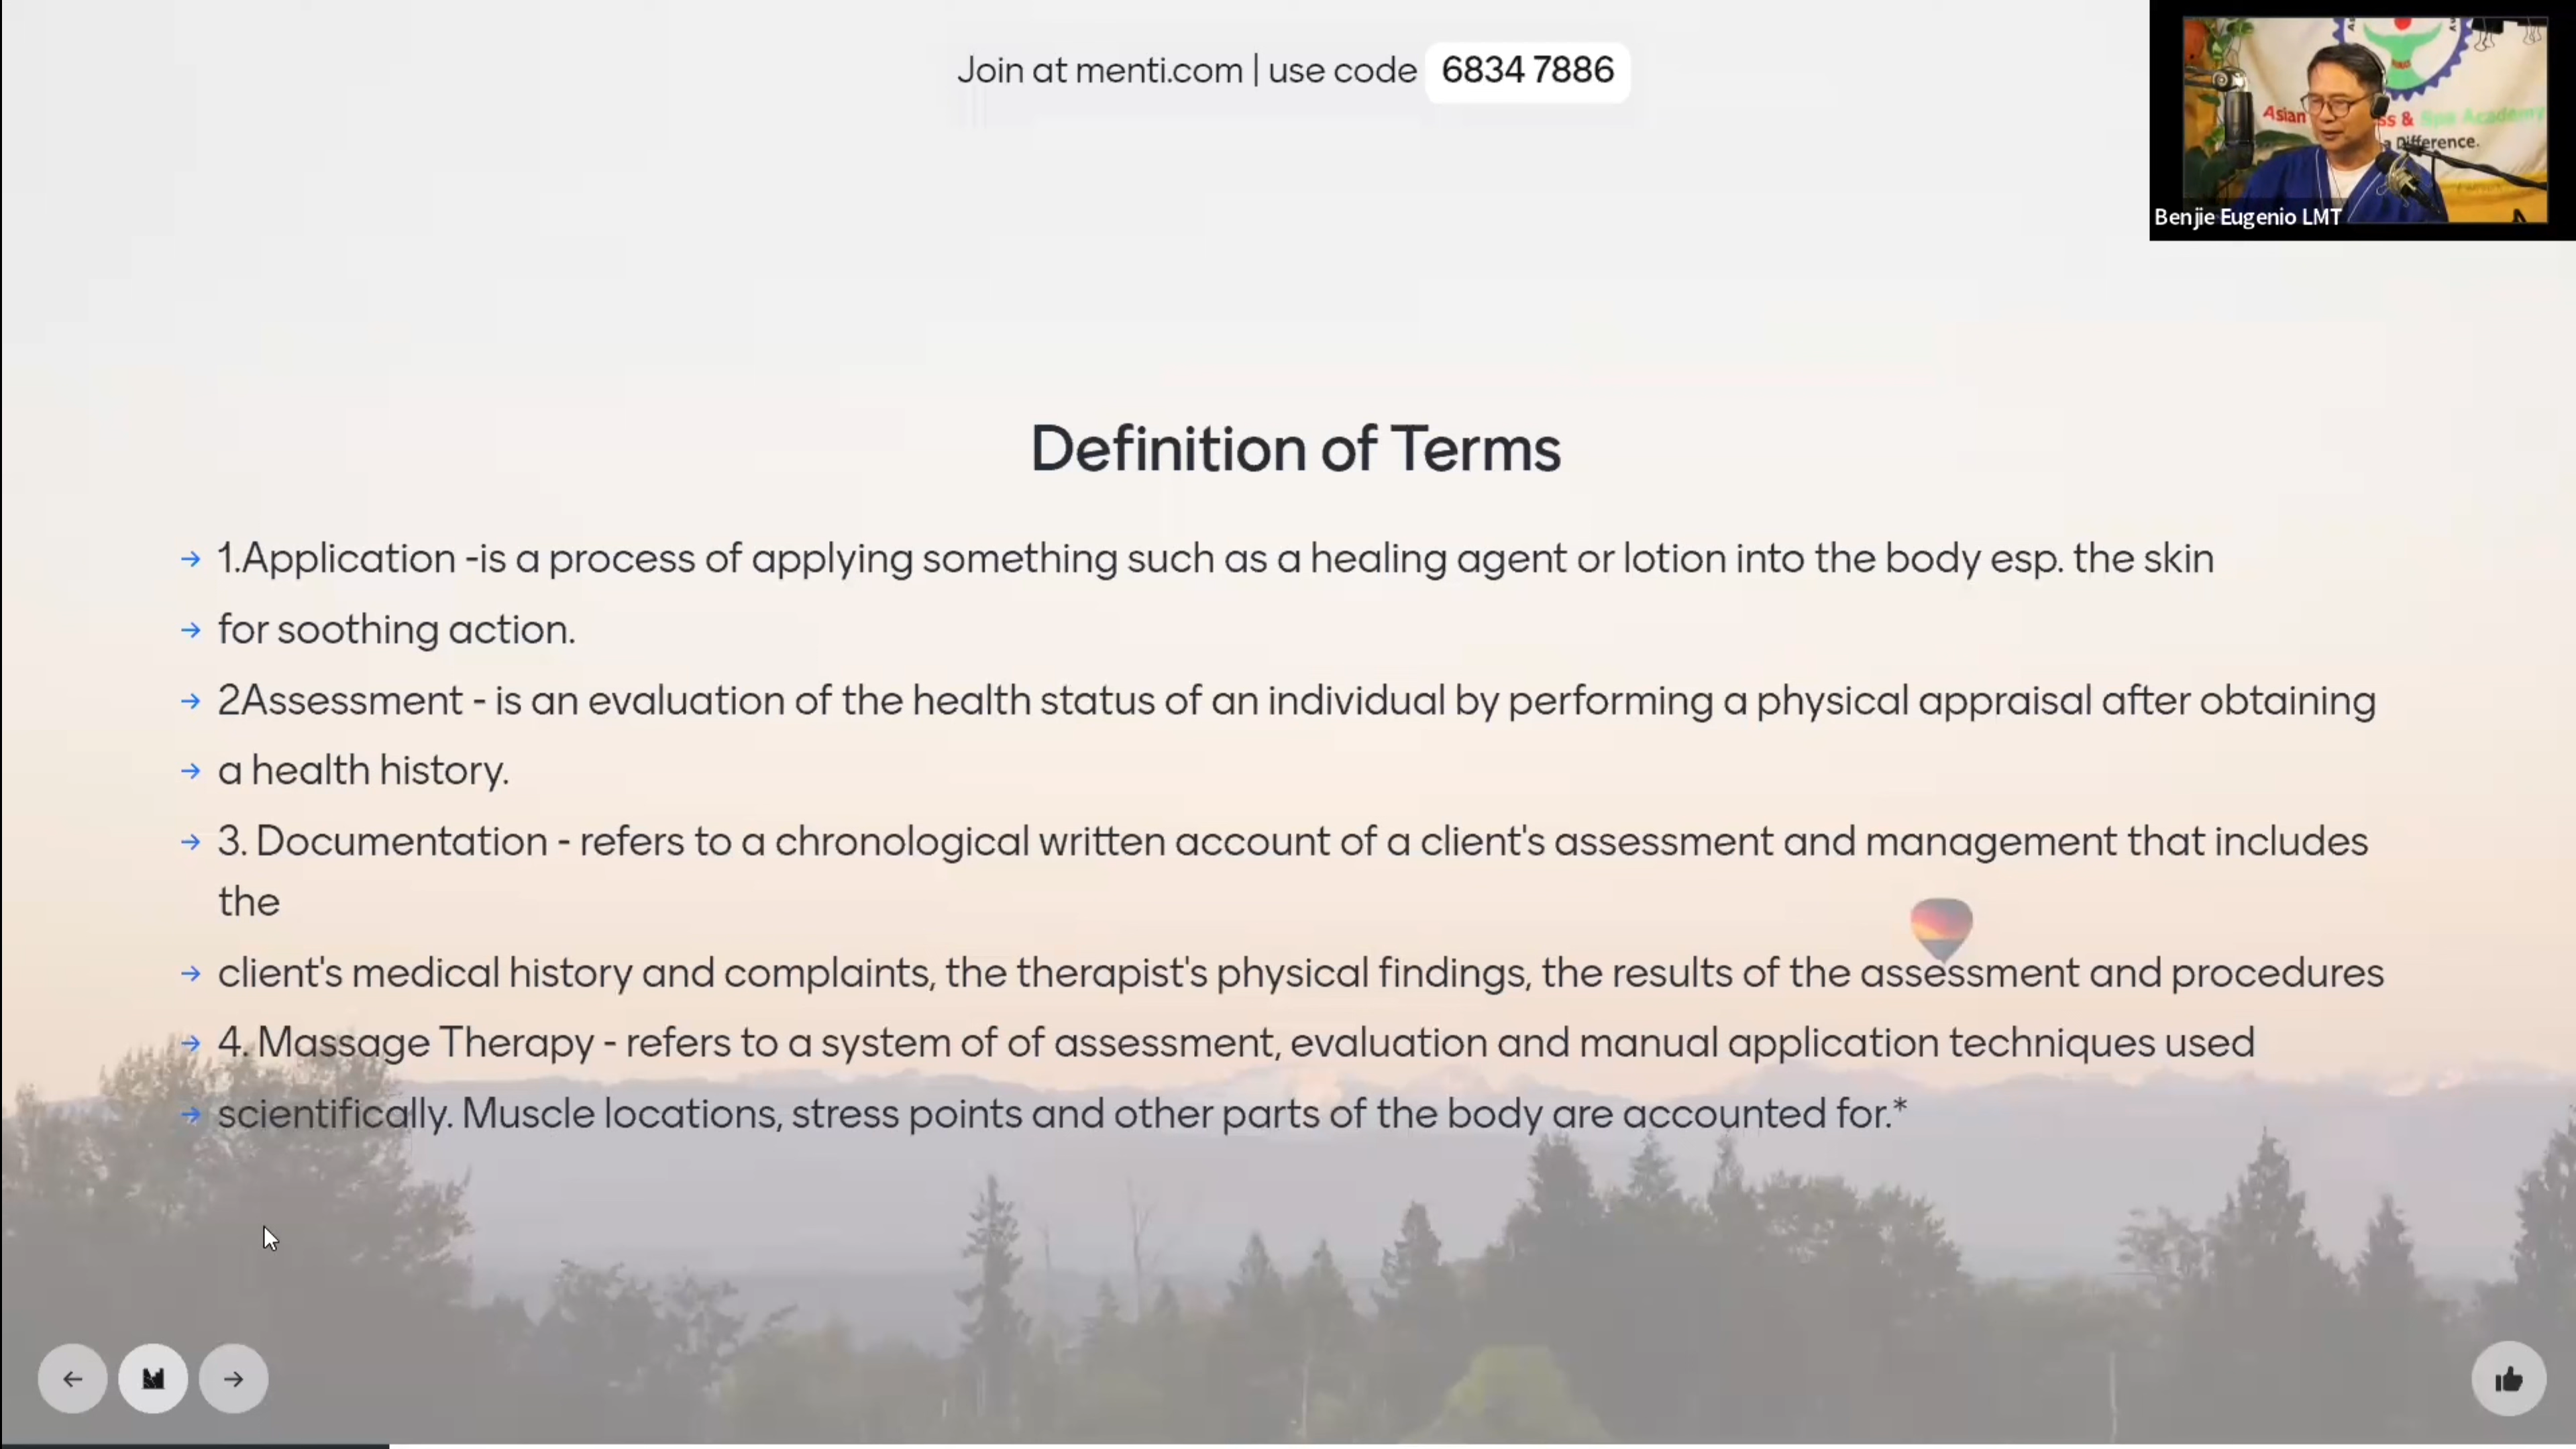 Join at menti.com | use code 6834 7886
Asian ss & Spa Academy
a Difference.
Benjie Eugenio LMT
Definition of Terms
→ 1.Application -is a process of applying something such as a healing agent or lotion into the body esp. the skin
→ for soothing action.
→ 2Assessment - is an evaluation of the health status of an individual by performing a physical appraisal after obtaining
→ a health history.
→ 3. Documentation - refers to a chronological written account of a client's assessment and management that includes
the
→ client's medical history and complaints, the therapist's physical findings, the results of the assessment and procedures
→ 4. Massage Therapy - refers to a system of of assessment, evaluation and manual application techniques used
→ scientifically. Muscle locations, stress points and other parts of the body are accounted for.*